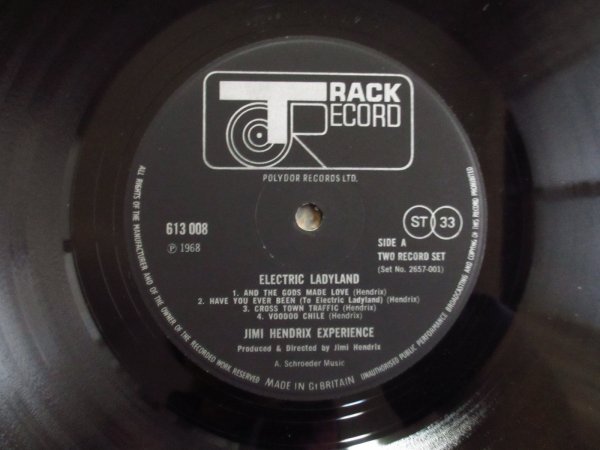 TRACK
RECORD
POLYDOR RECORDS LTD.
613 008
℗ 1968
ST 33
SIDE A
TWO RECORD SET
(Set No. 2657-001)
ELECTRIC LADYLAND
1. AND THE GODS MADE LOVE (Hendrix)
2. HAVE YOU EVER BEEN (To Electric Ladyland) (Hendrix)
3. CROSS TOWN TRAFFIC (Hendrix)
4. VOODOO CHILE (Hendrix)
JIMI HENDRIX EXPERIENCE
Produced & Directed by Jimi Hendrix
A. Schroeder Music
MADE IN Gt BRITAIN
ALL RIGHTS OF THE MANUFACTURER AND OF THE OWNER OF THE RECORDED WORK RESERVED
UNAUTHORISED PUBLIC PERFORMANCE BROADCASTING AND COPYING OF THIS RECORD PROHIBITED